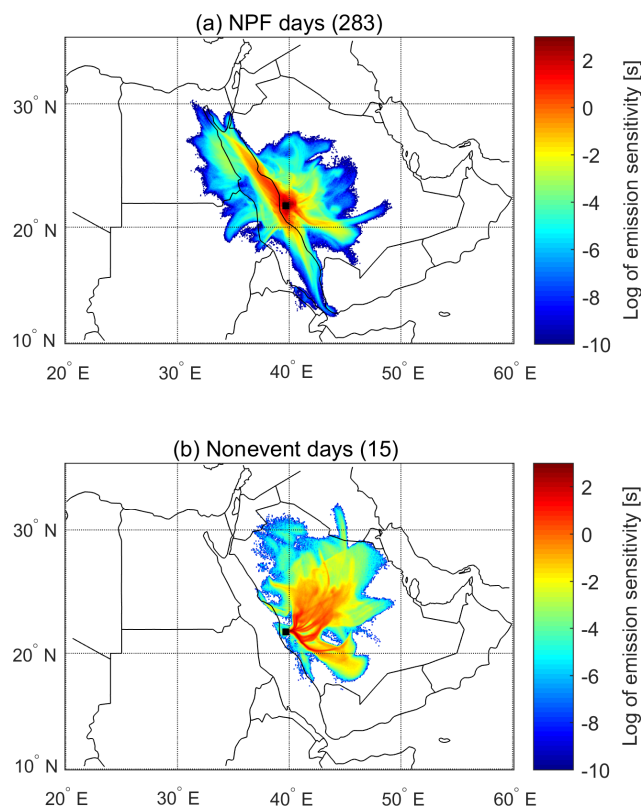 (a) NPF days (283)
30° N
20° N
10° N
20° E
30° E
40° E
50° E
60° E
2
0
-2
-4
-6
-8
-10
Log of emission sensitivity [s]
(b) Nonevent days (15)
30° N
20° N
10° N
20° E
30° E
40° E
50° E
60° E
2
0
-2
-4
-6
-8
-10
Log of emission sensitivity [s]